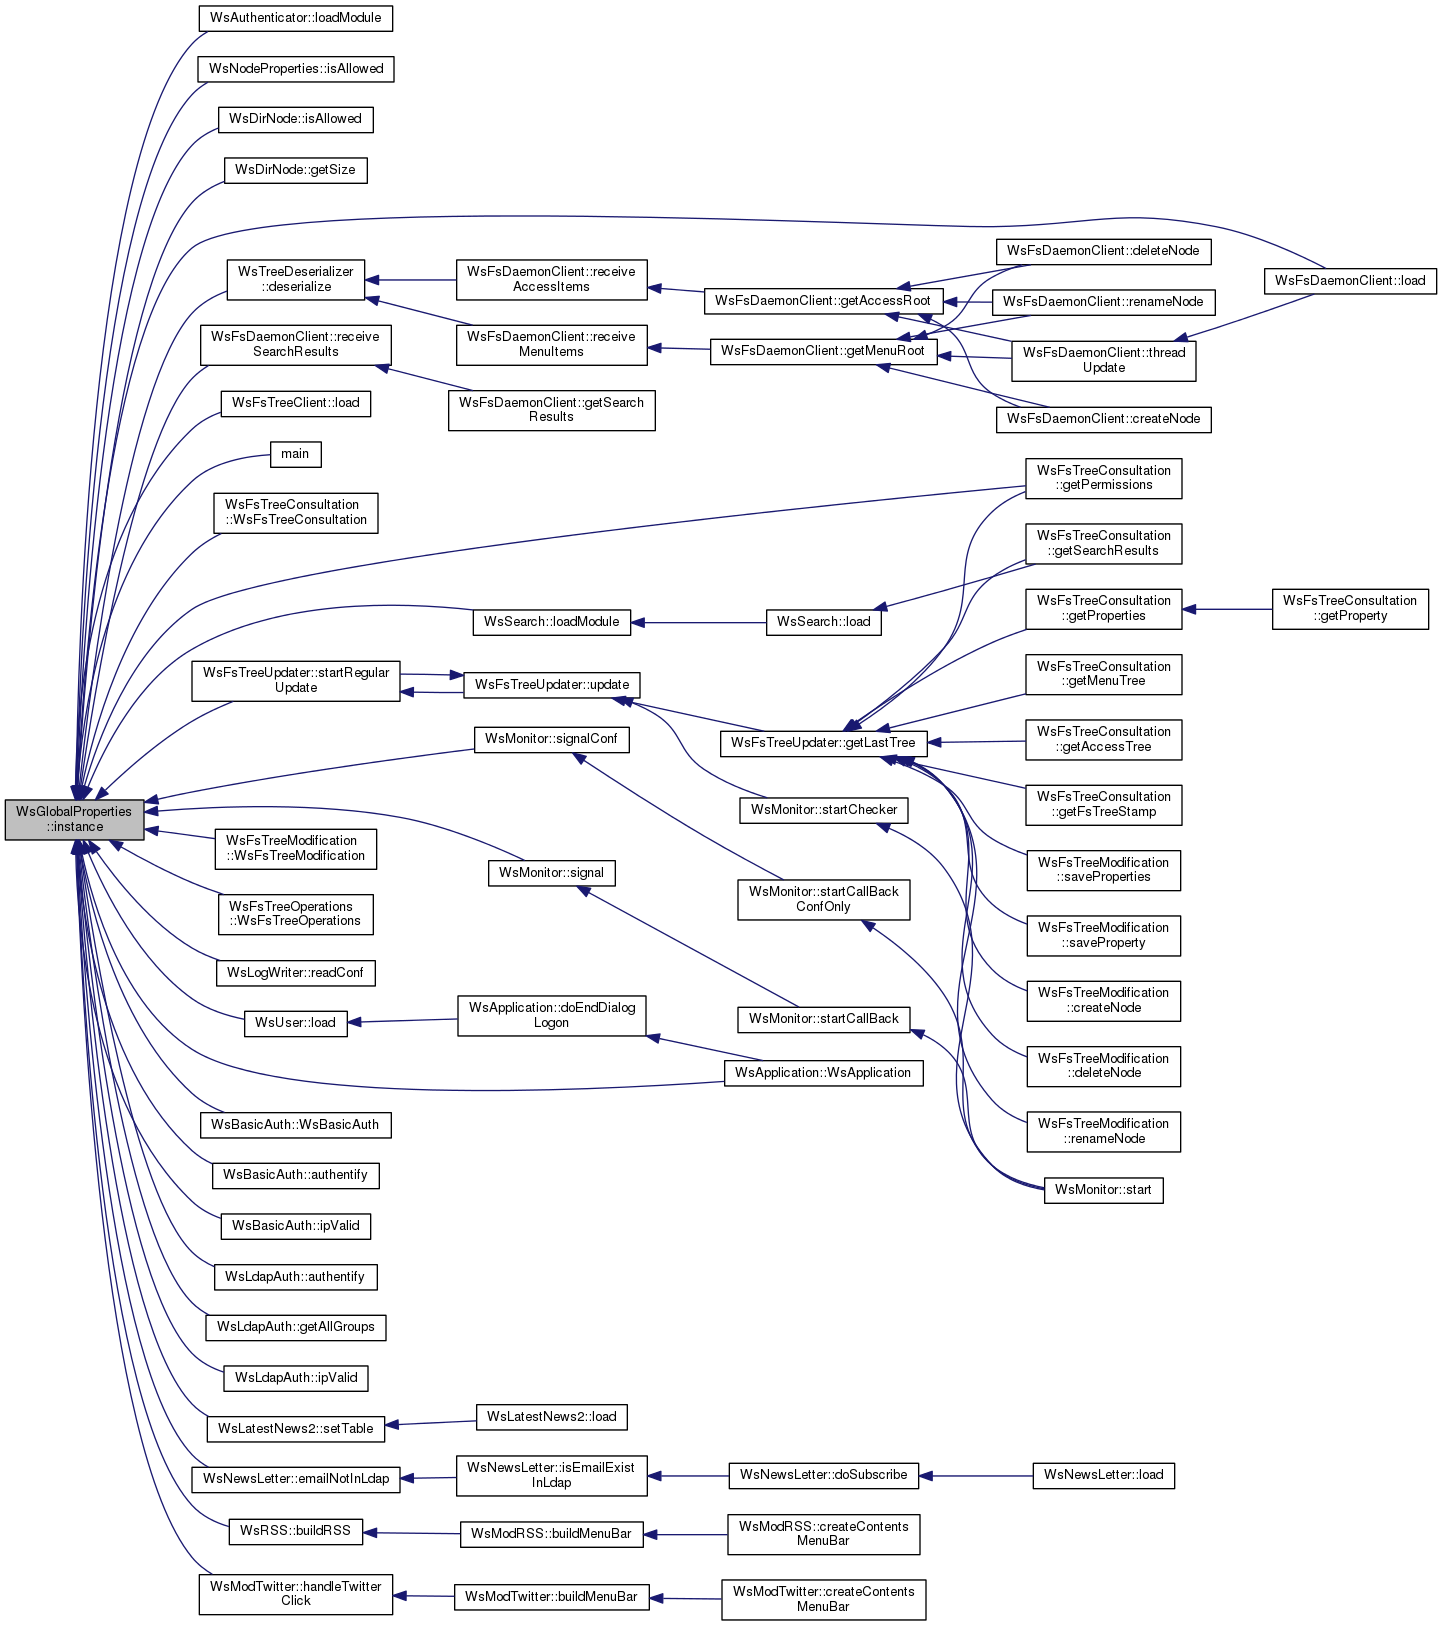 WsAuthenticator::loadModule
WsNodeProperties::isAllowed
WsDirNode::isAllowed
WsDirNode::getSize
WsTreeDeserializer
::deserialize
WsFsDaemonClient::receive
SearchResults
WsFsTreeClient::load
main
WsFsTreeConsultation
::WsFsTreeConsultation
WsFsTreeUpdater::startRegular
Update
WsGlobalProperties
::instance
WsFsTreeModification
::WsFsTreeModification
WsFsTreeOperations
::WsFsTreeOperations
WsLogWriter::readConf
WsUser::load
WsBasicAuth::WsBasicAuth
WsBasicAuth::authentify
WsBasicAuth::ipValid
WsLdapAuth::authentify
WsLdapAuth::getAllGroups
WsLdapAuth::ipValid
WsLatestNews2::setTable
WsNewsLetter::emailNotInLdap
WsRSS::buildRSS
WsModTwitter::handleTwitter
Click
WsFsDaemonClient::receive
AccessItems
WsFsDaemonClient::receive
MenuItems
WsFsDaemonClient::getSearch
Results
WsSearch::loadModule
WsFsTreeUpdater::update
WsMonitor::signalConf
WsMonitor::signal
WsApplication::doEndDialog
Logon
WsLatestNews2::load
WsNewsLetter::isEmailExist
InLdap
WsModRSS::buildMenuBar
WsModTwitter::buildMenuBar
WsFsDaemonClient::getAccessRoot
WsFsDaemonClient::getMenuRoot
WsSearch::load
WsFsTreeUpdater::getLastTree
WsMonitor::startChecker
WsMonitor::startCallBack
ConfOnly
WsMonitor::startCallBack
WsApplication::WsApplication
WsNewsLetter::doSubscribe
WsModRSS::createContents
MenuBar
WsModTwitter::createContents
MenuBar
WsFsDaemonClient::deleteNode
WsFsDaemonClient::renameNode
WsFsDaemonClient::thread
Update
WsFsDaemonClient::createNode
WsFsTreeConsultation
::getPermissions
WsFsTreeConsultation
::getSearchResults
WsFsTreeConsultation
::getProperties
WsFsTreeConsultation
::getMenuTree
WsFsTreeConsultation
::getAccessTree
WsFsTreeConsultation
::getFsTreeStamp
WsFsTreeModification
::saveProperties
WsFsTreeModification
::saveProperty
WsFsTreeModification
::createNode
WsFsTreeModification
::deleteNode
WsFsTreeModification
::renameNode
WsMonitor::start
WsNewsLetter::load
WsFsDaemonClient::load
WsFsTreeConsultation
::getProperty